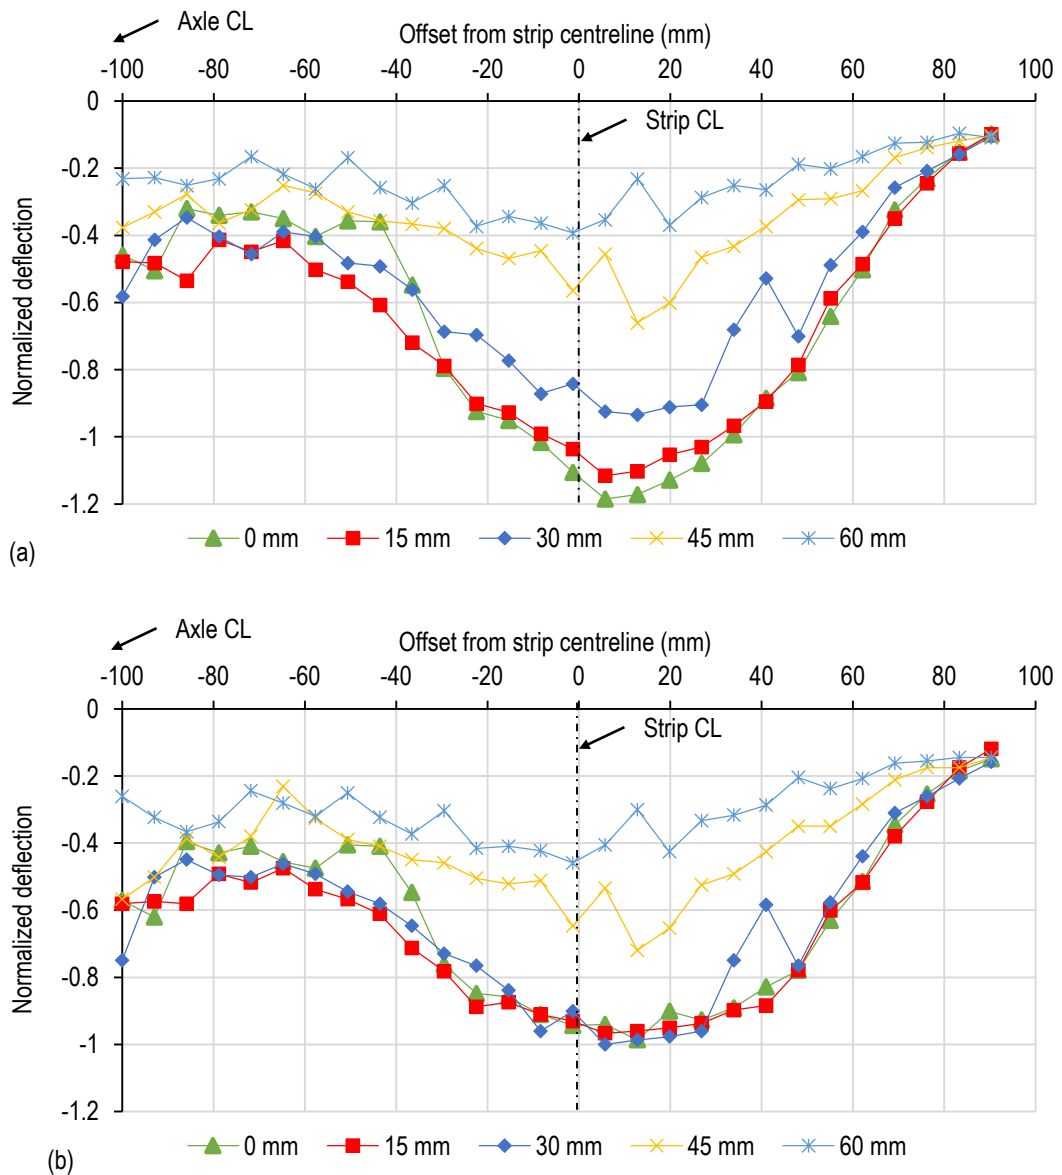 Axle CL
Offset from strip centreline (mm)
-100 -80 -60 -40 -20 0 20 40 60 80 100
0
Strip CL
-0.2
-0.4
-0.6
-0.8
-1
-1.2
Normalized deflection
0 mm 15 mm 30 mm 45 mm 60 mm
(a)
Axle CL
Offset from strip centreline (mm)
-100 -80 -60 -40 -20 0 20 40 60 80 100
0
Strip CL
-0.2
-0.4
-0.6
-0.8
-1
-1.2
Normalized deflection
0 mm 15 mm 30 mm 45 mm 60 mm
(b)